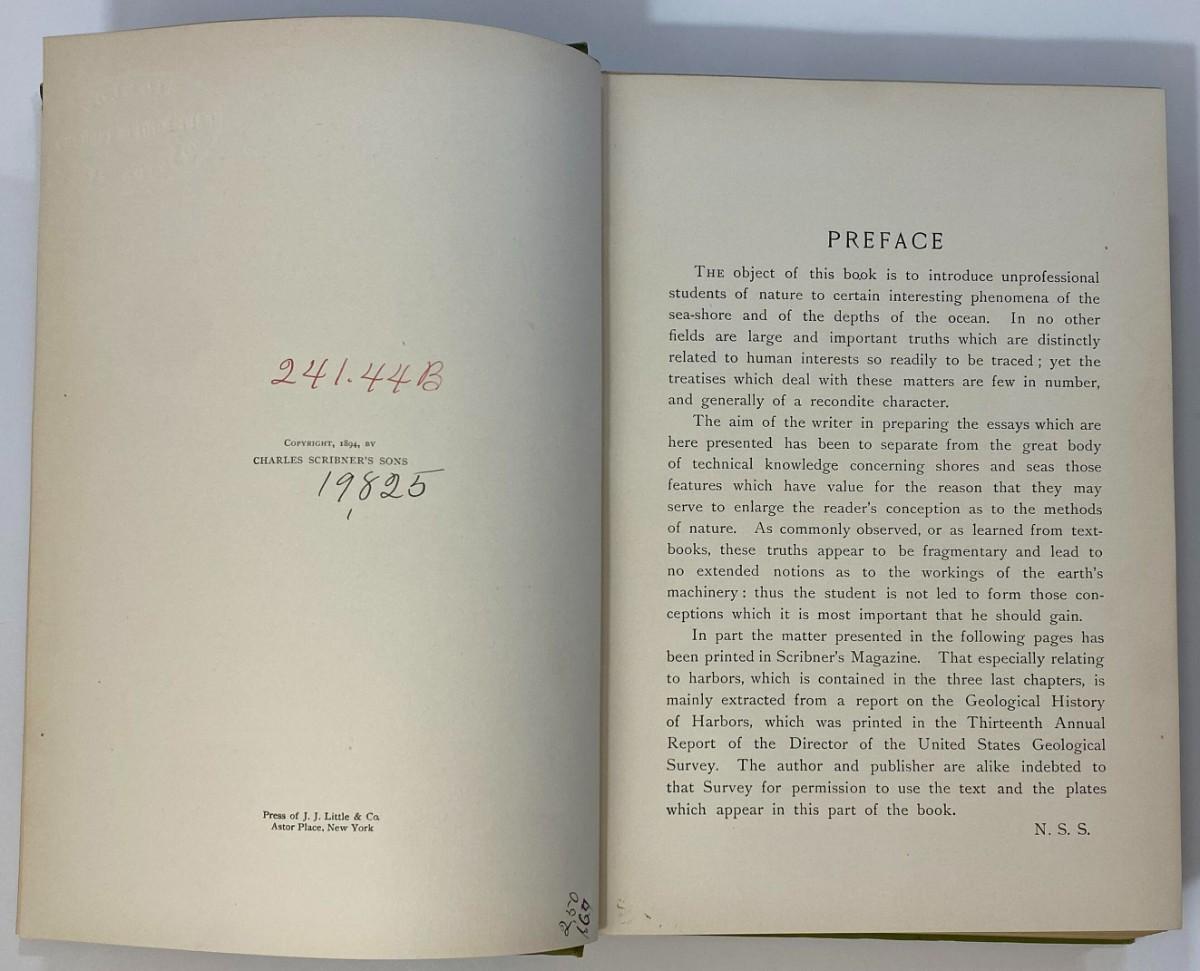 241.44B
COPYRIGHT, 1894, BY
CHARLES SCRIBNER'S SONS
19825
Press of J. J. Little & Co.
Astor Place, New York
2.50
PREFACE
THE object of this book is to introduce unprofessional
students of nature to certain interesting phenomena of the
sea-shore and of the depths of the ocean. In no other
fields are large and important truths which are distinctly
related to human interests so readily to be traced; yet the
treatises which deal with these matters are few in number,
and generally of a recondite character.
The aim of the writer in preparing the essays which are
here presented has been to separate from the great body
of technical knowledge concerning shores and seas those
features which have value for the reason that they may
serve to enlarge the reader's conception as to the methods
of nature. As commonly observed, or as learned from text-
books, these truths appear to be fragmentary and lead to
no extended notions as to the workings of the earth's
machinery: thus the student is not led to form those con-
ceptions which it is most important that he should gain.
In part the matter presented in the following pages has
been printed in Scribner's Magazine. That especially relating
to harbors, which is contained in the three last chapters, is
mainly extracted from a report on the Geological History
of Harbors, which was printed in the Thirteenth Annual
Report of the Director of the United States Geological
Survey. The author and publisher are alike indebted to
that Survey for permission to use the text and the plates
which appear in this part of the book.
N. S. S.